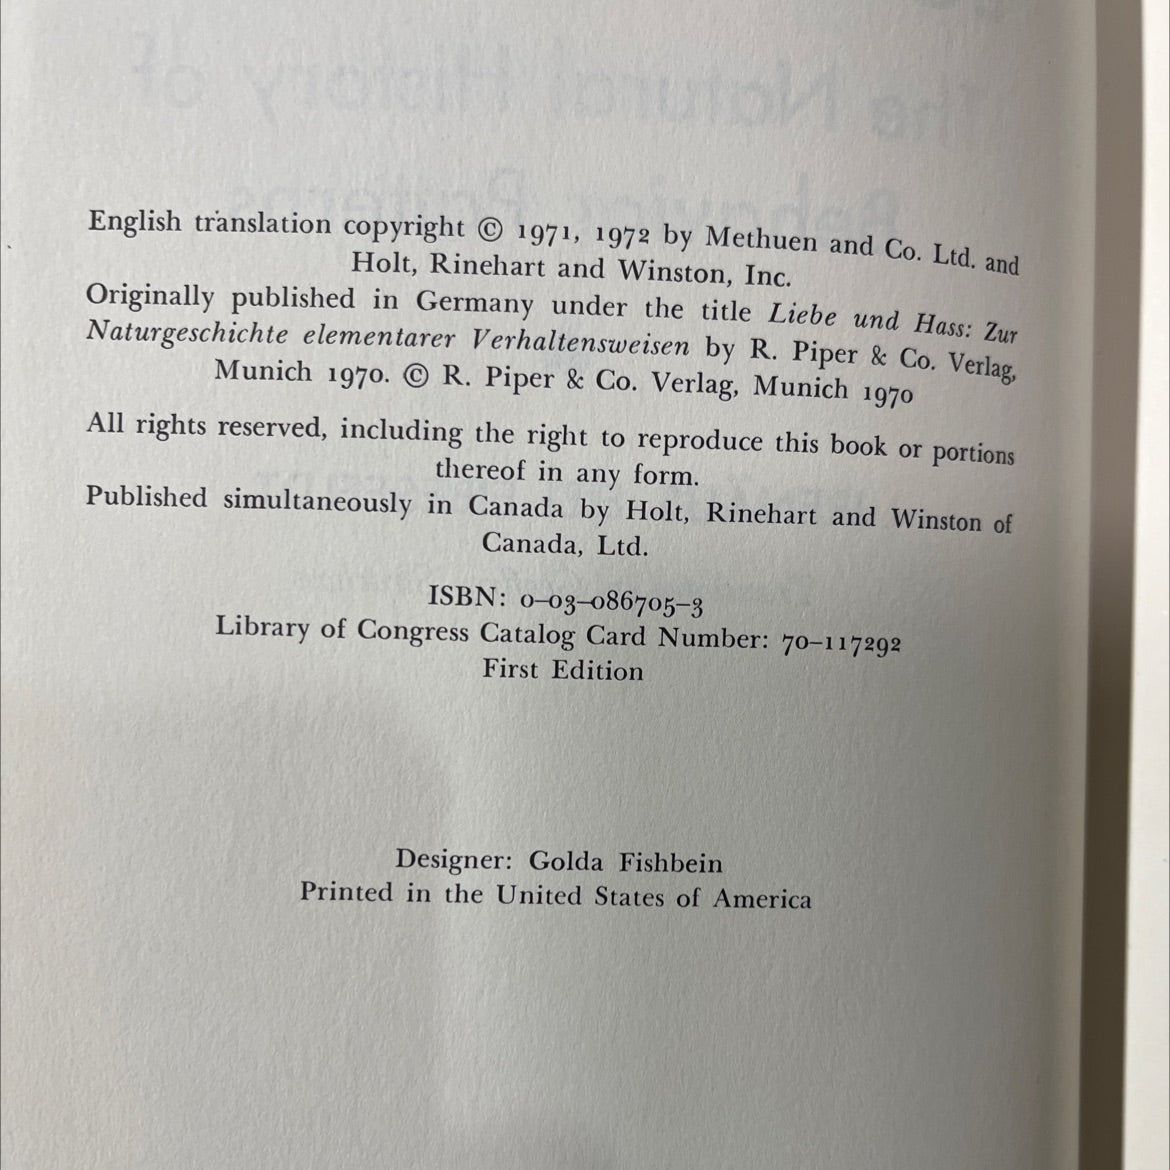 English translation copyright © 1971, 1972 by Methuen and Co. Ltd. and
Holt, Rinehart and Winston, Inc.
Originally published in Germany under the title Liebe und Hass: Zur
Naturgeschichte elementarer Verhaltensweisen by R. Piper & Co. Verlag,
Munich 1970. © R. Piper & Co. Verlag, Munich 1970
All rights reserved, including the right to reproduce this book or portions
thereof in any form.
Published simultaneously in Canada by Holt, Rinehart and Winston of
Canada, Ltd.
ISBN: 0–03–086705–3
Library of Congress Catalog Card Number: 70–117292
First Edition
Designer: Golda Fishbein
Printed in the United States of America